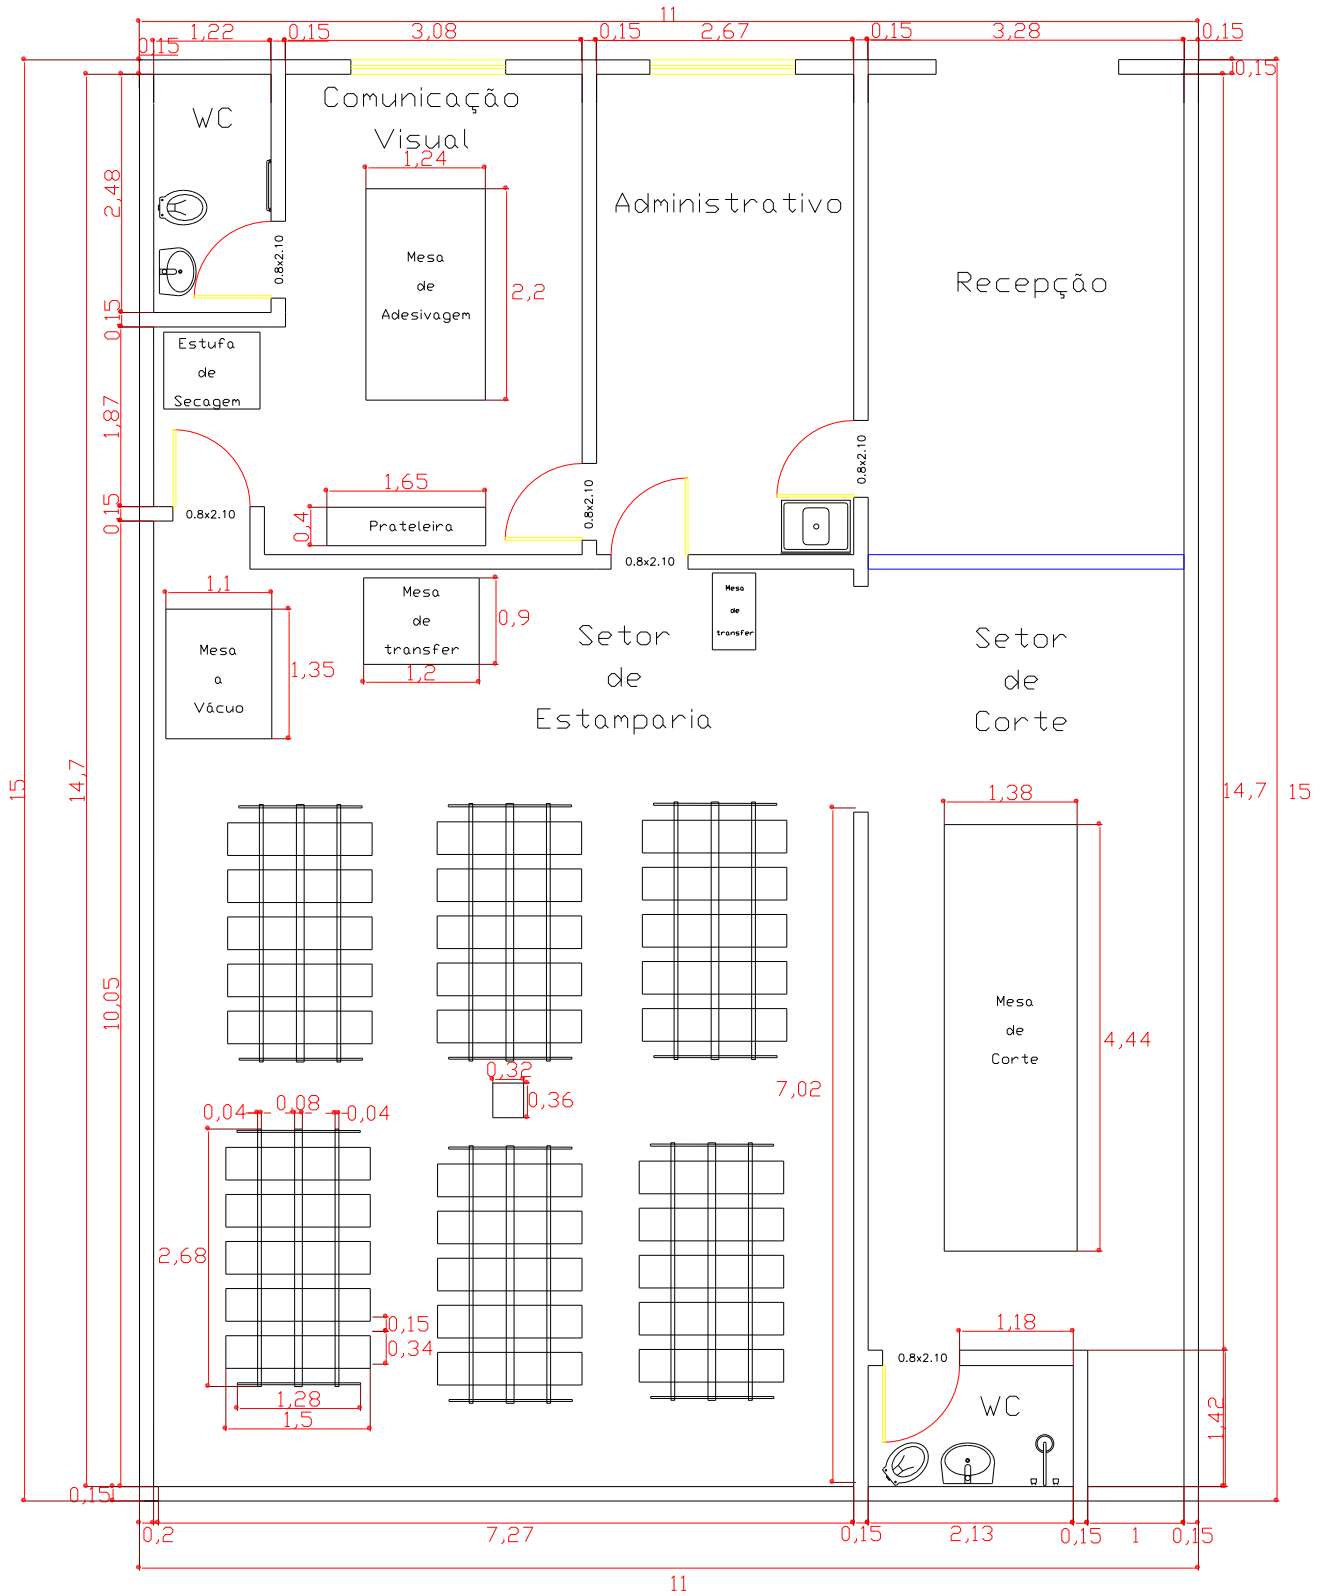 11
0,15
1,22
0,15
3,08
0,15
2,67
0,15
3,28
0,15
0,15
WC
Comunicação
Visual
1,24
2,48
Administrativo
0.8x2.10
Mesa
de
Adesivagem
2,2
Recepção
0,15
Estufa
de
Secagem
1,87
0.8x2.10
1,65
0,15
0.8x2.10
0,4
Prateleira
0.8x2.10
0.8x2.10
1,1
Mesa
de
transfer
0,9
1,2
Mesa
de
transfer
Setor
de
Estamparia
Setor
de
Corte
Mesa
a
Vácuo
1,35
15
14,7
14,7
15
1,38
10,05
Mesa
de
Corte
4,44
7,02
0,32
0,36
0,04
0,08
0,04
2,68
0,15
0,34
1,28
1,5
1,18
0.8x2.10
WC
1,42
0,15
0,2
7,27
0,15
2,13
0,15
1
0,15
11